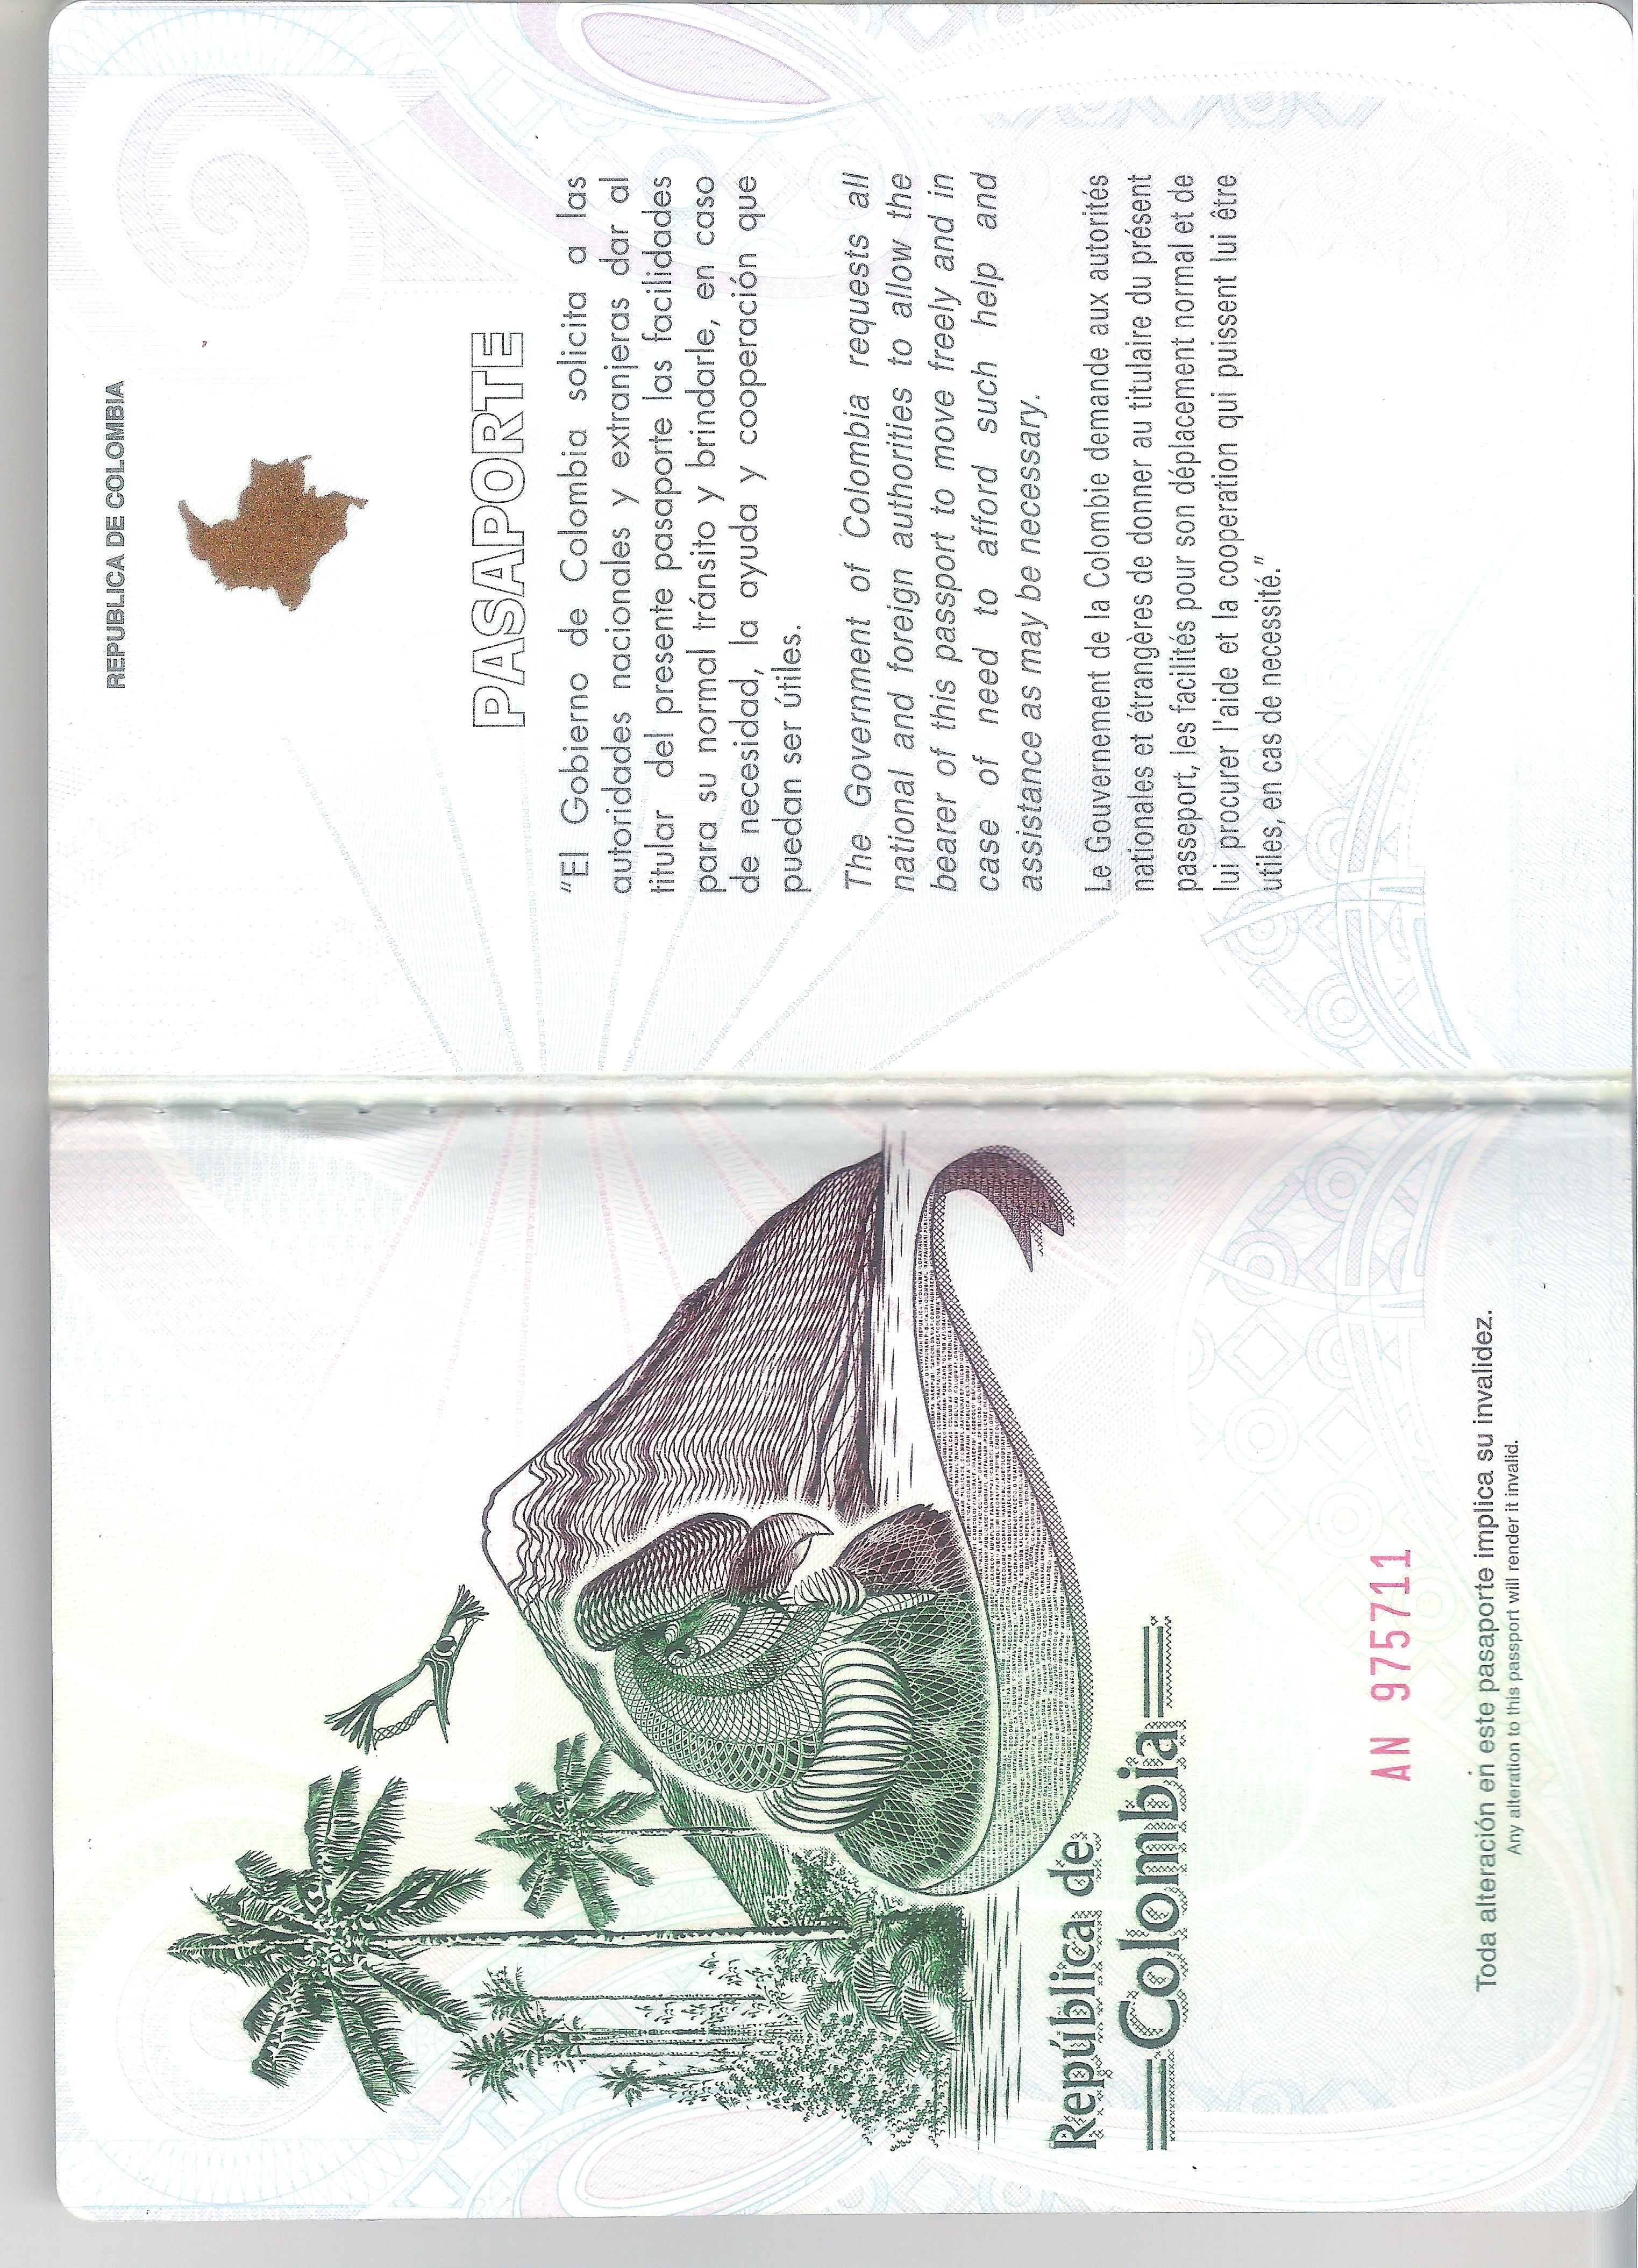 República de
Colombia
AN 975711
Toda alteración en este pasaporte implica su invalidez.
Any alteration to this passport will render it invalid.
REPUBLICA DE COLOMBIA
PASAPORTE
“El Gobierno de Colombia solicita a las
autoridades nacionales y extranjeras dar al
titular del presente pasaporte las facilidades
para su normal tránsito y brindarle, en caso
de necesidad, la ayuda y cooperación que
puedan ser útiles.
The Government of Colombia requests all
national and foreign authorities to allow the
bearer of this passport to move freely and in
case of need to afford such help and
assistance as may be necessary.
Le Gouvernement de la Colombie demande aux autorités
nationales et étrangères de donner au titulaire du présent
passeport, les facilités pour son déplacement normal et de
lui procurer l'aide et la cooperation qui puissent lui être
utiles, en cas de necessité.”